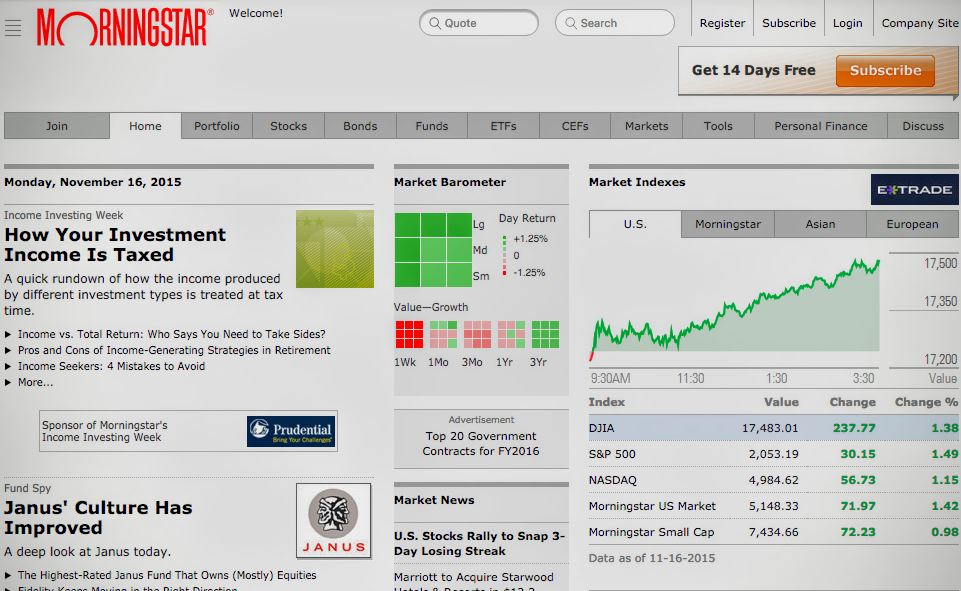 MORNINGSTAR®
Welcome!
Quote
Search
Register
Subscribe
Login
Company Site
Get 14 Days Free
Subscribe
Join
Home
Portfolio
Stocks
Bonds
Funds
ETFs
CEFs
Markets
Tools
Personal Finance
Discuss
Monday, November 16, 2015
Income Investing Week
How Your Investment
Income Is Taxed
A quick rundown of how the income produced
by different investment types is treated at tax
time.
Income vs. Total Return: Who Says You Need to Take Sides?
Pros and Cons of Income-Generating Strategies in Retirement
Income Seekers: 4 Mistakes to Avoid
More...
Sponsor of Morningstar's
Income Investing Week
Prudential
Bring Your Challenges
Fund Spy
Janus' Culture Has
Improved
A deep look at Janus today.
JANUS
The Highest-Rated Janus Fund That Owns (Mostly) Equities
Fidelity Keeps Moving in the Right Direction
Market Barometer
Lg
Md
Sm
Day Return
+1.25%
0
-1.25%
Value—Growth
1Wk
1Mo
3Mo
1Yr
3Yr
Advertisement
Top 20 Government
Contracts for FY2016
Market News
U.S. Stocks Rally to Snap 3-
Day Losing Streak
Marriott to Acquire Starwood
Hotels & Resorts in $12.2
Market Indexes
E*TRADE
U.S.
Morningstar
Asian
European
17,500
17,350
17,200
9:30AM
11:30
1:30
3:30
Value
Index Value Change Change %
DJIA 17,483.01 237.77 1.38
S&P 500 2,053.19 30.15 1.49
NASDAQ 4,984.62 56.73 1.15
Morningstar US Market 5,148.33 71.97 1.42
Morningstar Small Cap 7,434.66 72.23 0.98
Data as of 11-16-2015